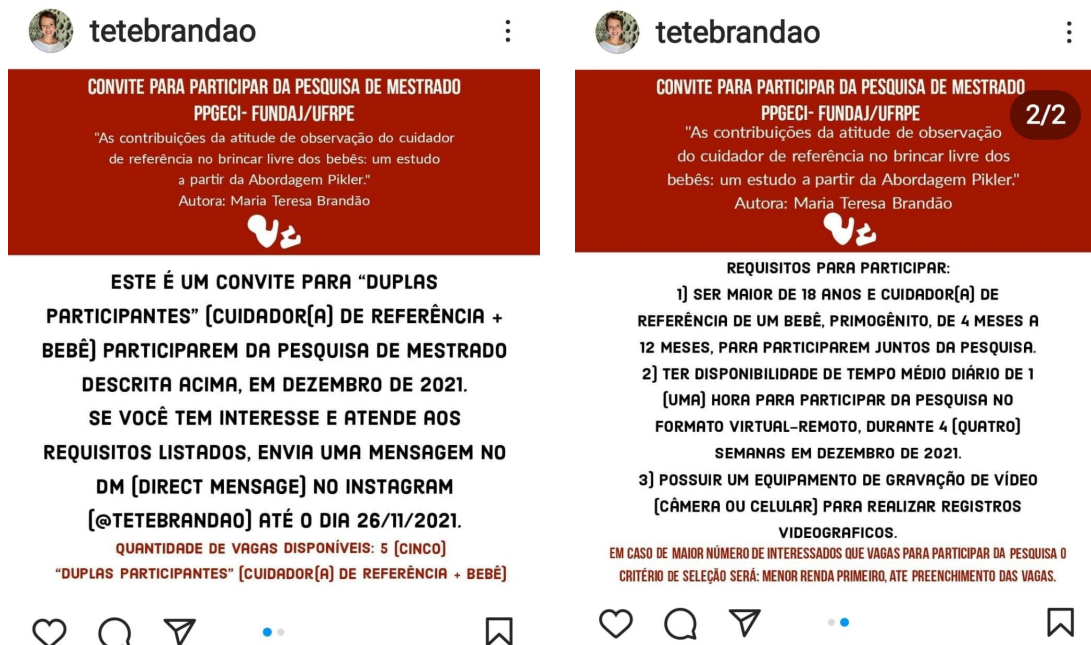 tetebrandao
CONVITE PARA PARTICIPAR DA PESQUISA DE MESTRADO
PPGECI- FUNDAJ/UFRPE
"As contribuições da atitude de observação do cuidador
de referência no brincar livre dos bebês: um estudo
a partir da Abordagem Pikler."
Autora: Maria Teresa Brandão
ESTE É UM CONVITE PARA “DUPLAS
PARTICIPANTES” (CUIDADOR(A) DE REFERÊNCIA +
BEBÊ) PARTICIPAREM DA PESQUISA DE MESTRADO
DESCRITA ACIMA, EM DEZEMBRO DE 2021.
SE VOCÊ TEM INTERESSE E ATENDE AOS
REQUISITOS LISTADOS, ENVIA UMA MENSAGEM NO
DM (DIRECT MENSAGE) NO INSTAGRAM
(@TETEBRANDAO) ATÉ O DIA 26/11/2021.
QUANTIDADE DE VAGAS DISPONÍVEIS: 5 (CINCO)
“DUPLAS PARTICIPANTES” (CUIDADOR(A) DE REFERÊNCIA + BEBÊ)
tetebrandao
CONVITE PARA PARTICIPAR DA PESQUISA DE MESTRADO
PPGECI- FUNDAJ/UFRPE
2/2
"As contribuições da atitude de observação
do cuidador de referência no brincar livre dos
bebês: um estudo a partir da Abordagem Pikler."
Autora: Maria Teresa Brandão
REQUISITOS PARA PARTICIPAR:
1) SER MAIOR DE 18 ANOS E CUIDADOR(A) DE
REFERÊNCIA DE UM BEBÊ, PRIMOGÊNITO, DE 4 MESES A
12 MESES, PARA PARTICIPAREM JUNTOS DA PESQUISA.
2) TER DISPONIBILIDADE DE TEMPO MÉDIO DIÁRIO DE 1
(UMA) HORA PARA PARTICIPAR DA PESQUISA NO
FORMATO VIRTUAL-REMOTO, DURANTE 4 (QUATRO)
SEMANAS EM DEZEMBRO DE 2021.
3) POSSUIR UM EQUIPAMENTO DE GRAVAÇÃO DE VÍDEO
(CÂMERA OU CELULAR) PARA REALIZAR REGISTROS
VIDEOGRAFICOS.
EM CASO DE MAIOR NÚMERO DE INTERESSADOS QUE VAGAS PARA PARTICIPAR DA PESQUISA O
CRITÉRIO DE SELEÇÃO SERÁ: MENOR RENDA PRIMEIRO, ATE PREENCHIMENTO DAS VAGAS.